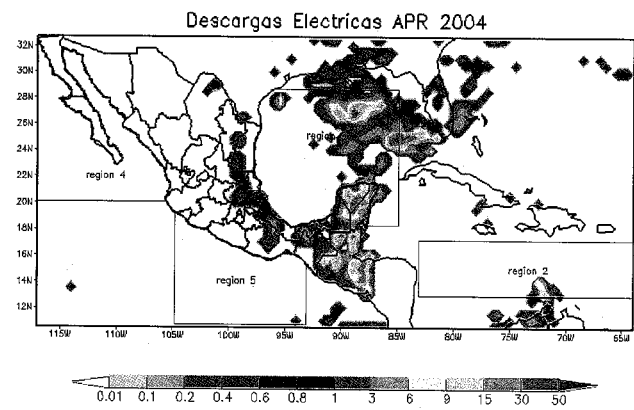 Descargas Electricas APR 2004
32N
30N
28N
26N
24N
22N
20N
18N
16N
14N
12N
region
region 4
region 5
region 2
115W 110W 105W 100W 95W 90W 85W 80W 75W 70W 65W
0.01 0.1 0.2 0.4 0.6 0.8 1 3 6 9 15 30 50